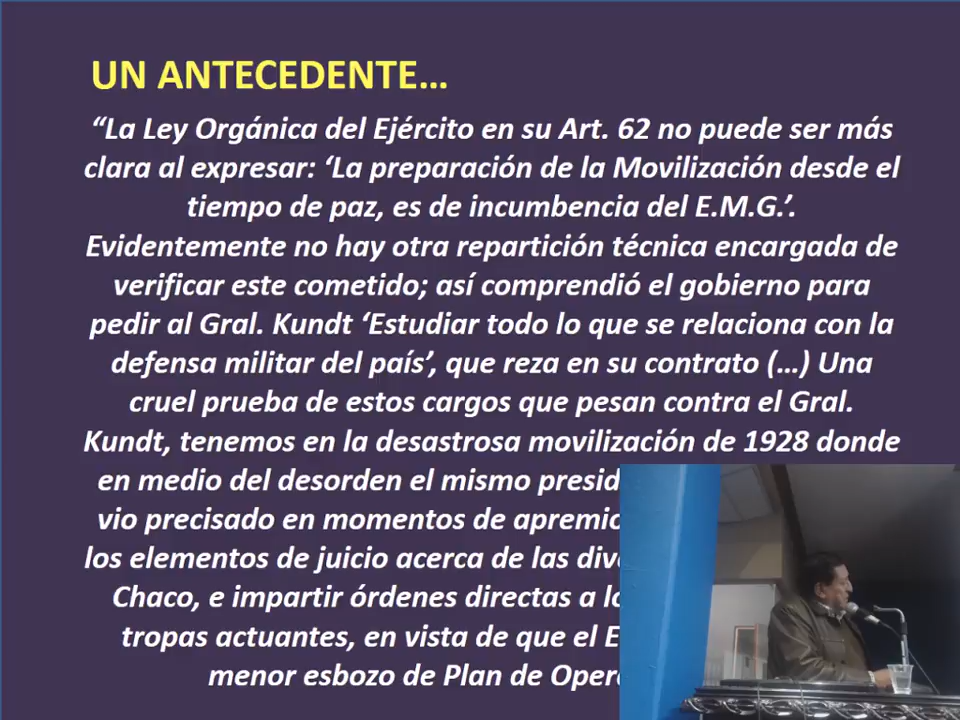 UN ANTECEDENTE...
“La Ley Orgánica del Ejército en su Art. 62 no puede ser más
clara al expresar: ‘La preparación de la Movilización desde el
tiempo de paz, es de incumbencia del E.M.G.’.
Evidentemente no hay otra repartición técnica encargada de
verificar este cometido; así comprendió el gobierno para
pedir al Gral. Kundt ‘Estudiar todo lo que se relaciona con la
defensa militar del país’, que reza en su contrato (...) Una
cruel prueba de estos cargos que pesan contra el Gral.
Kundt, tenemos en la desastrosa movilización de 1928 donde
en medio del desorden el mismo
vio precisado en momentos de
los elementos de juicio acerca de las
Chaco, e impartir órdenes directas a
tropas actuantes, en vista de que el
menor esbozo de Plan de